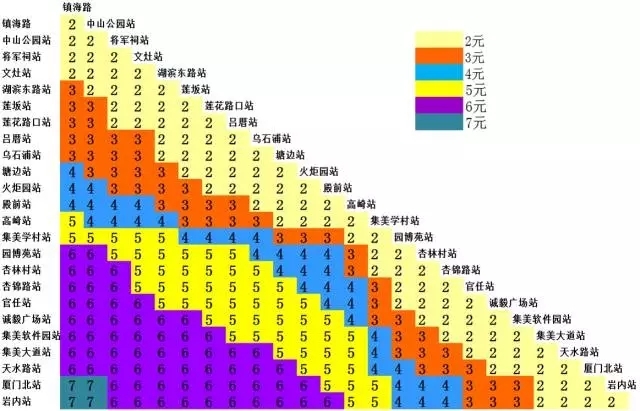 镇海路
镇海路 2 中山公园站
中山公园站 2 2 将军祠站
将军祠站 2 2 2 文灶站
文灶站 2 2 2 2 湖滨东路站
湖滨东路站 3 2 2 2 2 莲坂站
莲坂站 3 3 2 2 2 2 莲花路口站
莲花路口站 3 3 2 2 2 2 2 吕厝站
吕厝站 3 3 3 3 2 2 2 2 乌石浦站
乌石浦站 3 3 3 3 2 2 2 2 2 塘边站
塘边站 4 3 3 3 3 2 2 2 2 2 火炬园站
火炬园站 4 4 3 3 3 3 2 2 2 2 2 殿前站
殿前站 4 4 4 3 3 3 3 3 2 2 2 2 高崎站
高崎站 5 4 4 4 4 3 3 3 3 2 2 2 2 集美学村站
集美学村站 5 5 5 5 5 4 4 4 4 3 3 3 2 2 园博苑站
园博苑站 6 6 5 5 5 5 5 5 4 4 4 4 3 2 2 杏林村站
杏林村站 6 6 6 5 5 5 5 5 5 4 4 4 3 2 2 2 杏锦路站
杏锦路站 6 6 6 5 5 5 5 5 5 5 4 4 3 2 2 2 2 官任站
官任站 6 6 6 6 5 5 5 5 5 5 5 4 4 3 2 2 2 2 诚毅广场站
诚毅广场站 6 6 6 6 6 6 5 5 5 5 5 5 4 3 3 2 2 2 2 集美软件园站
集美软件园站 6 6 6 6 6 6 6 5 5 5 5 5 5 4 3 3 2 2 2 2 集美大道站
集美大道站 6 6 6 6 6 6 6 6 5 5 5 5 5 4 3 3 3 2 2 2 2 天水路站
天水路站 6 6 6 6 6 6 6 6 6 6 5 5 5 4 4 3 3 3 2 2 2 2 厦门北站
厦门北站 7 7 6 6 6 6 6 6 6 6 6 5 5 5 4 4 4 3 3 3 2 2 2 岩内站
岩内站 7 7 6 6 6 6 6 6 6 6 6 6 5 5 4 4 4 3 3 3 2 2 2 2
2元
3元
4元
5元
6元
7元